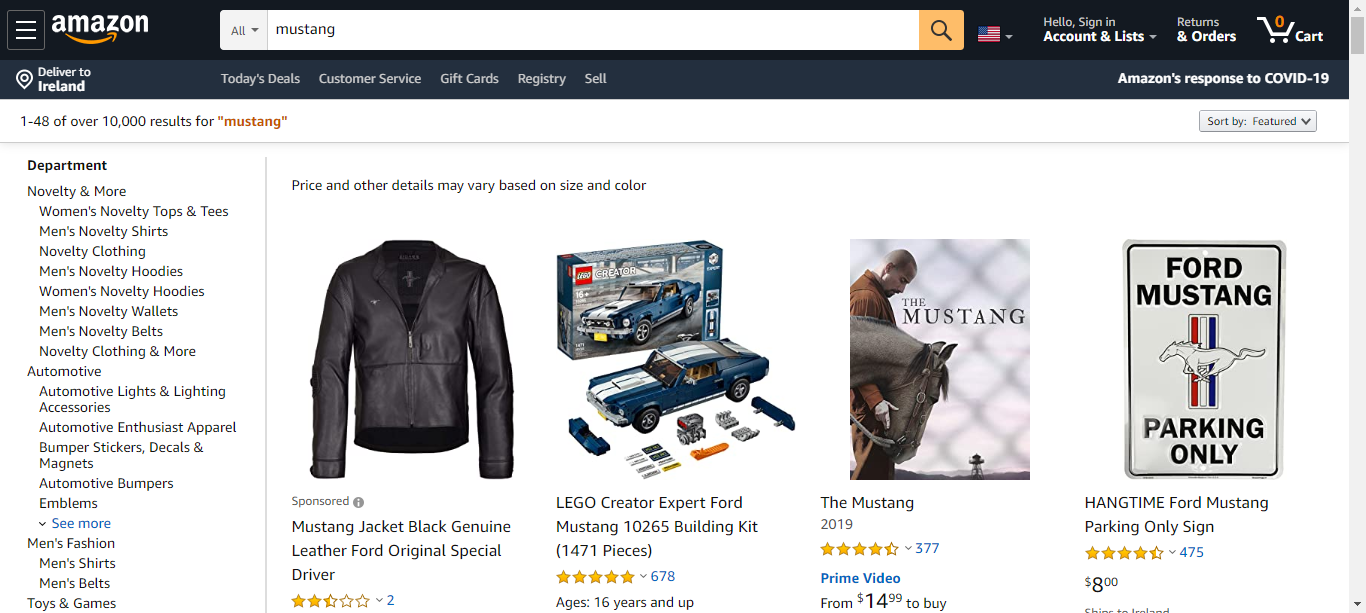 amazon
All
mustang
Hello, Sign in
Account & Lists
Returns
& Orders
0
Cart
Deliver to
Ireland
Today's Deals
Customer Service
Gift Cards
Registry
Sell
Amazon's response to COVID-19
1-48 of over 10,000 results for "mustang"
Sort by: Featured
Department
Novelty & More
Women's Novelty Tops & Tees
Men's Novelty Shirts
Novelty Clothing
Men's Novelty Hoodies
Women's Novelty Hoodies
Men's Novelty Wallets
Men's Novelty Belts
Novelty Clothing & More
Automotive
Automotive Lights & Lighting
Accessories
Automotive Enthusiast Apparel
Bumper Stickers, Decals &
Magnets
Automotive Bumpers
Emblems
See more
Men's Fashion
Men's Shirts
Men's Belts
Toys & Games
Price and other details may vary based on size and color
Sponsored
Mustang Jacket Black Genuine
Leather Ford Original Special
Driver
2
LEGO
CREATOR
EXPERT
16+
LEGO Creator Expert Ford
Mustang 10265 Building Kit
(1471 Pieces)
678
Ages: 16 years and up
THE
MUSTANG
The Mustang
2019
377
Prime Video
From $14.99 to buy
FORD
MUSTANG
PARKING
ONLY
HANGTIME Ford Mustang
Parking Only Sign
475
$8.00
Ships to Ireland